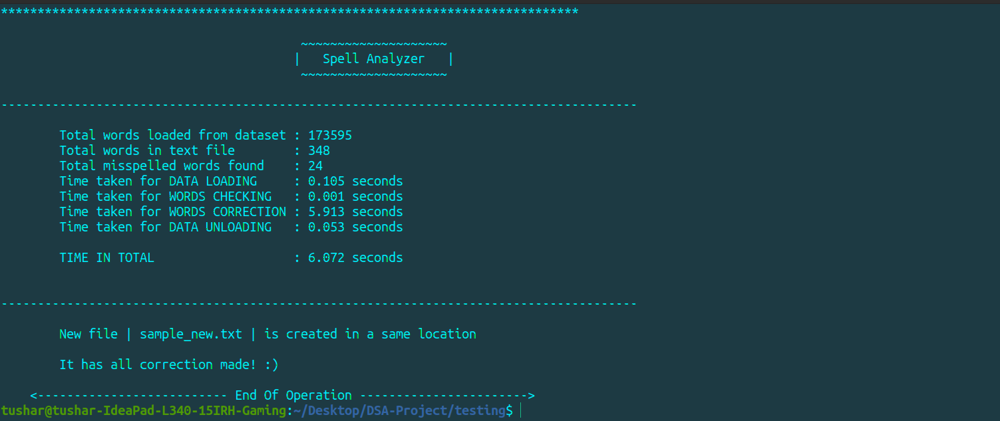 *******************************************************************************
~~~~~~~~~~~~~~~~~~~~
|   Spell Analyzer   |
~~~~~~~~~~~~~~~~~~~~
---------------------------------------------------------------------------------------
Total words loaded from dataset : 173595
Total words in text file        : 348
Total misspelled words found    : 24
Time taken for DATA LOADING     : 0.105 seconds
Time taken for WORDS CHECKING   : 0.001 seconds
Time taken for WORDS CORRECTION : 5.913 seconds
Time taken for DATA UNLOADING   : 0.053 seconds
TIME IN TOTAL                   : 6.072 seconds
---------------------------------------------------------------------------------------
New file | sample_new.txt | is created in a same location
It has all correction made! :)
<-------------------------- End Of Operation ----------------------->
tushar@tushar-IdeaPad-L340-15IRH-Gaming:~/Desktop/DSA-Project/testing$